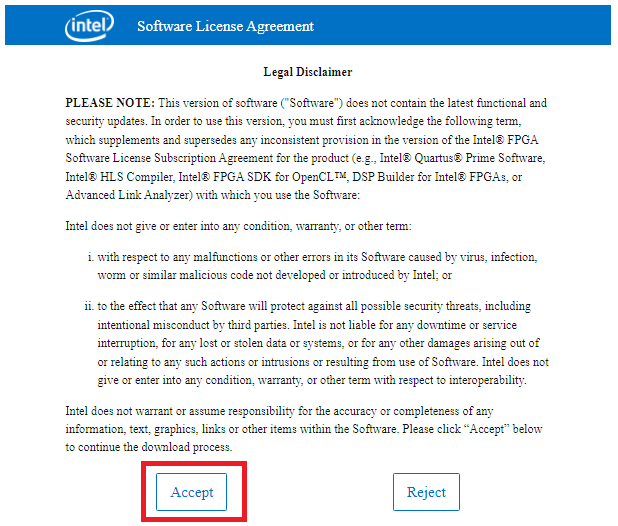 intel Software License Agreement
Legal Disclaimer
PLEASE NOTE: This version of software ("Software") does not contain the latest functional and
security updates. In order to use this version, you must first acknowledge the following term,
which supplements and supersedes any inconsistent provision in the version of the Intel® FPGA
Software License Subscription Agreement for the product (e.g., Intel® Quartus® Prime Software,
Intel® HLS Compiler, Intel® FPGA SDK for OpenCL™, DSP Builder for Intel® FPGAs, or
Advanced Link Analyzer) with which you use the Software:
Intel does not give or enter into any condition, warranty, or other term:
i. with respect to any malfunctions or other errors in its Software caused by virus, infection,
worm or similar malicious code not developed or introduced by Intel; or
ii. to the effect that any Software will protect against all possible security threats, including
intentional misconduct by third parties. Intel is not liable for any downtime or service
interruption, for any lost or stolen data or systems, or for any other damages arising out of
or relating to any such actions or intrusions or resulting from use of Software. Intel does not
give or enter into any condition, warranty, or other term with respect to interoperability.
Intel does not warrant or assume responsibility for the accuracy or completeness of any
information, text, graphics, links or other items within the Software. Please click “Accept” below
to continue the download process.
Accept Reject